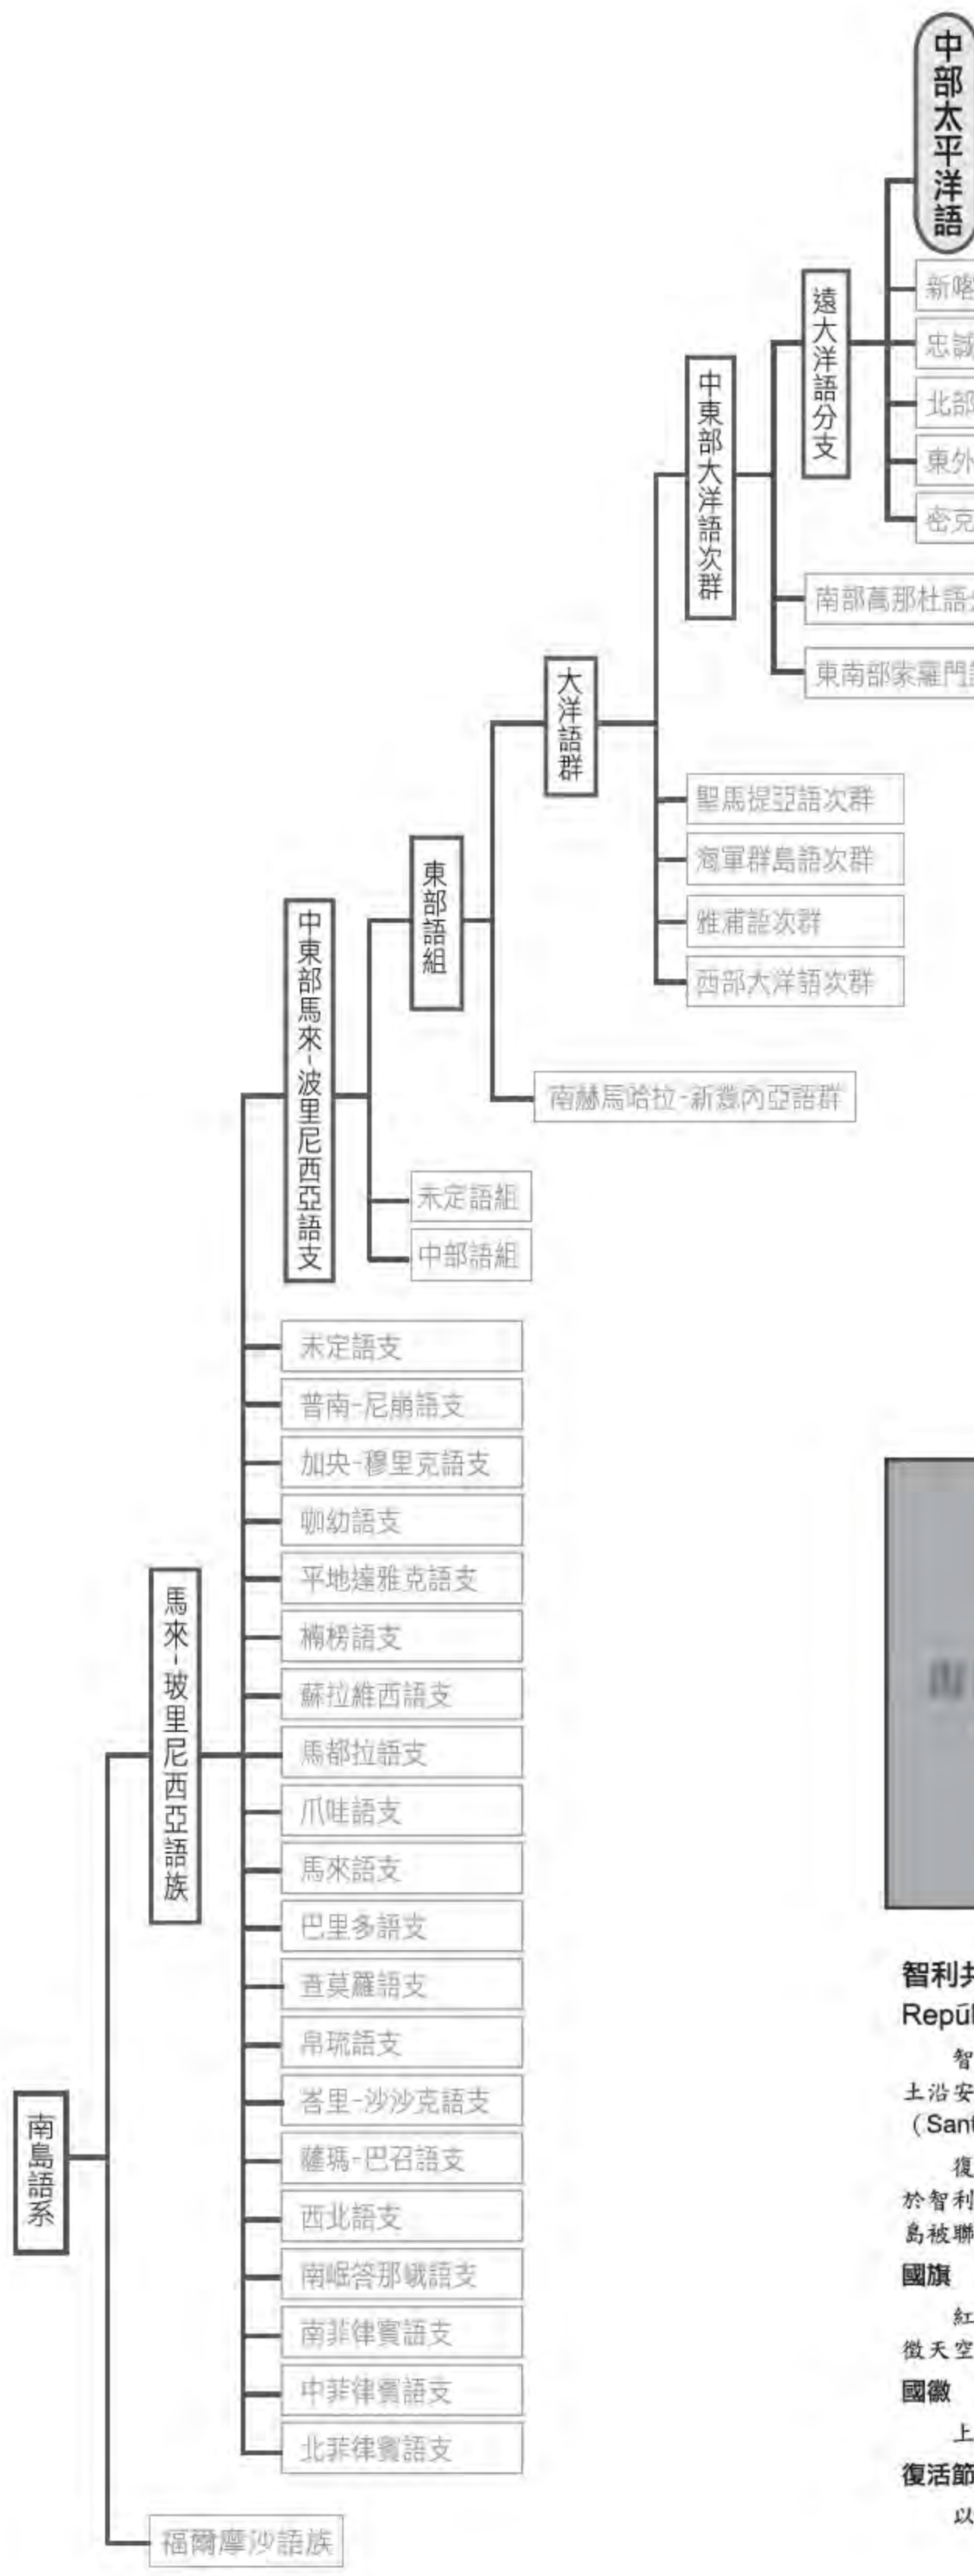 中部太平洋語
新喀
忠誠
北部
東外
密克
遠大洋語分支
南部萬那杜語
東南部索羅門
中東部大洋語次群
聖馬提亞語次群
海軍群島語次群
雅浦語次群
西部大洋語次群
大洋語群
南赫馬哈拉-新幾內亞語群
東部語組
未定語組
中部語組
中東部馬來-波里尼西亞語支
未定語支
普南-尼崩語支
加央-穆里克語支
咖幼語支
平地達雅克語支
楠榜語支
蘇拉維西語支
馬都拉語支
爪哇語支
馬來語支
巴里多語支
查莫羅語支
帛琉語支
峇里-沙沙克語支
薩瑪-巴召語支
西北語支
南岷答那峨語支
南菲律賓語支
中菲律賓語支
北菲律賓語支
馬來-玻里尼西亞語族
福爾摩沙語族
南島語系
智利共
Repúl
智
土沿安
（Sant
復
於智利
島被聯
國旗
紅
徵天空
國徽
上
復活節
以